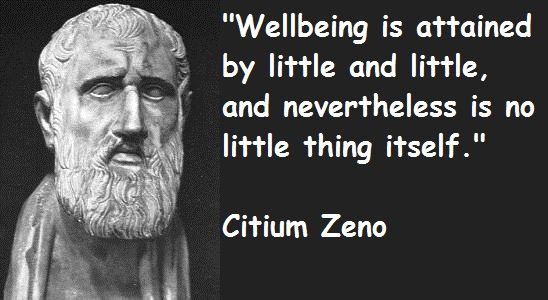 "Wellbeing is attained
by little and little,
and nevertheless is no
little thing itself."
Citium Zeno